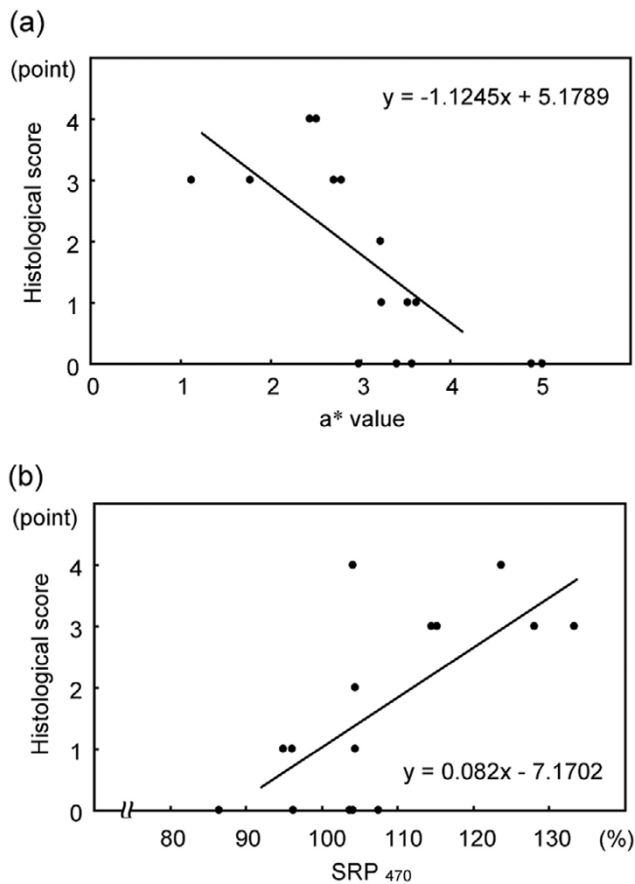 (a)
(point)
y = -1.1245x + 5.1789
4
3
2
1
0
Histological score
0 1 2 3 4 5
a* value
(b)
(point)
4
3
2
1
0
Histological score
y = 0.082x - 7.1702
80 90 100 110 120 130 (%)
SRP 470